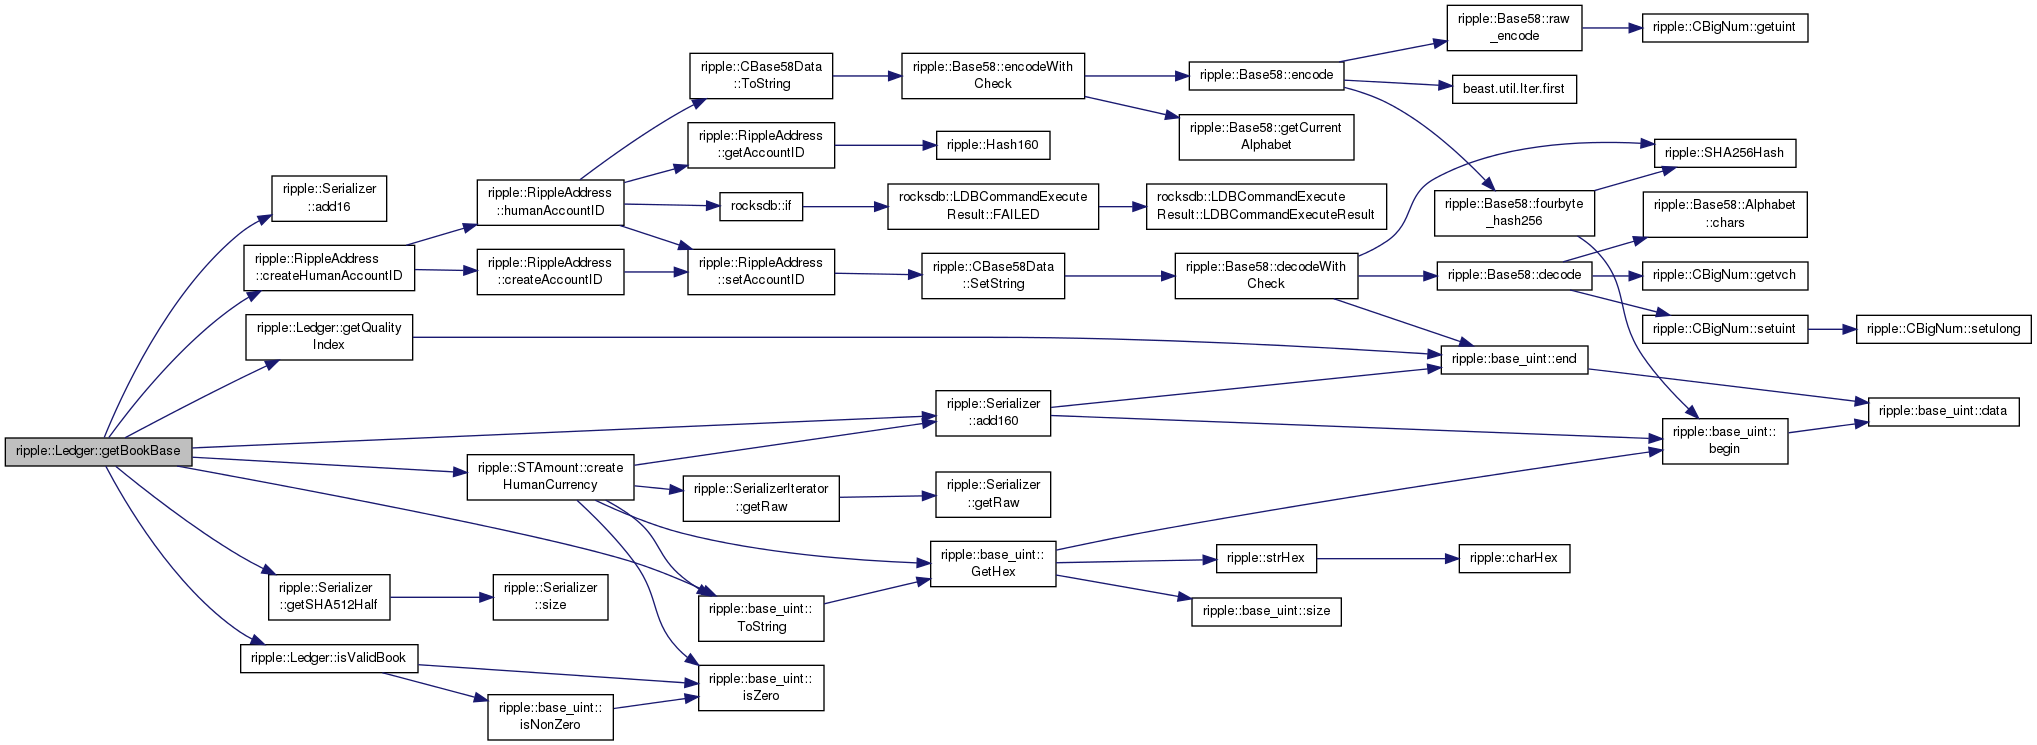 ripple::Ledger::getBookBase
ripple::Serializer
::add16
ripple::RippleAddress
::createHumanAccountID
ripple::Ledger::getQuality
Index
ripple::Serializer
::getSHA512Half
ripple::Ledger::isValidBook
ripple::RippleAddress
::humanAccountID
ripple::RippleAddress
::createAccountID
ripple::STAmount::create
HumanCurrency
ripple::Serializer
::size
ripple::base_uint::
isNonZero
ripple::CBase58Data
::ToString
ripple::RippleAddress
::getAccountID
rocksdb::if
ripple::RippleAddress
::setAccountID
ripple::SerializerIterator
::getRaw
ripple::base_uint::
ToString
ripple::base_uint::
isZero
ripple::Base58::encodeWith
Check
ripple::Hash160
rocksdb::LDBCommandExecute
Result::FAILED
ripple::CBase58Data
::SetString
ripple::Serializer
::add160
ripple::Serializer
::getRaw
ripple::base_uint::
GetHex
ripple::Base58::encode
ripple::Base58::getCurrent
Alphabet
rocksdb::LDBCommandExecute
Result::LDBCommandExecuteResult
ripple::Base58::decodeWith
Check
ripple::strHex
ripple::base_uint::size
ripple::Base58::raw
_encode
beast.util.Iter.first
ripple::Base58::fourbyte
_hash256
ripple::Base58::decode
ripple::base_uint::end
ripple::charHex
ripple::CBigNum::getuint
ripple::SHA256Hash
ripple::Base58::Alphabet
::chars
ripple::CBigNum::getvch
ripple::CBigNum::setuint
ripple::base_uint::
begin
ripple::CBigNum::setulong
ripple::base_uint::data